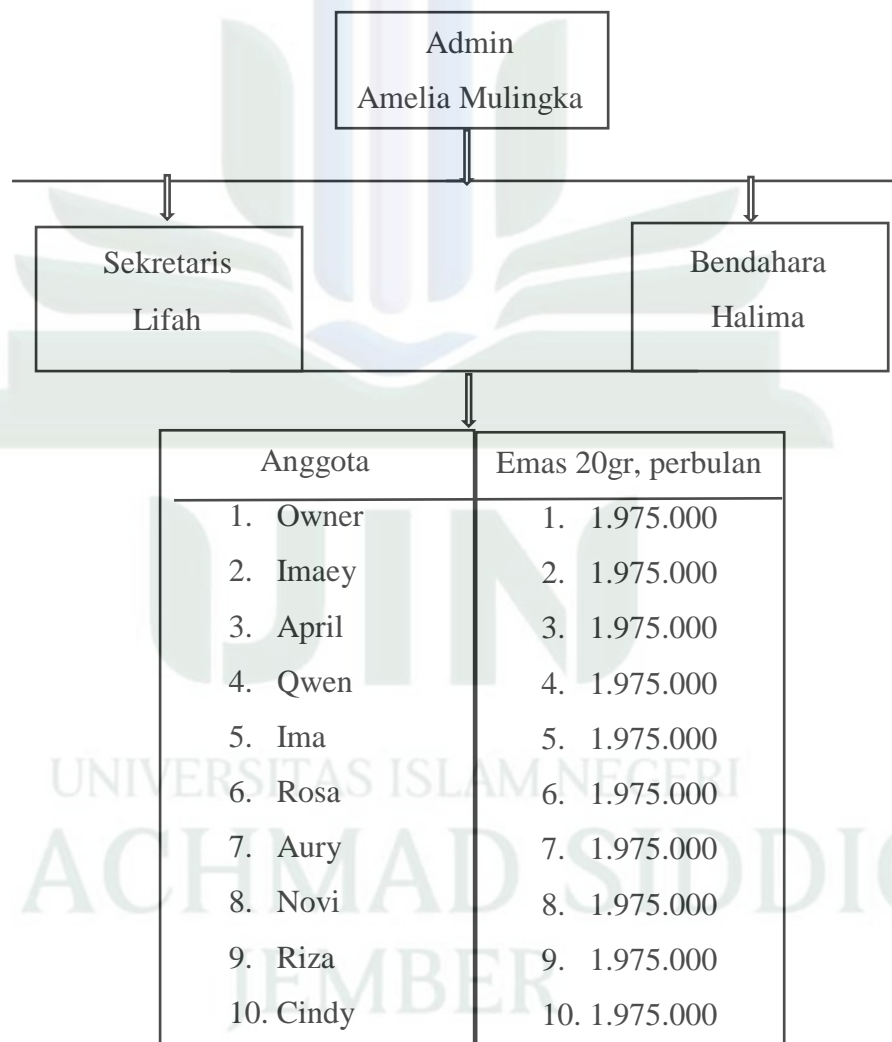 Admin
Amelia Mulingka
Sekretaris
Lifah
Bendahara
Halima
Anggota Emas 20gr, perbulan
1. Owner 1. 1.975.000
2. Imaey 2. 1.975.000
3. April 3. 1.975.000
4. Qwen 4. 1.975.000
5. Ima 5. 1.975.000
6. Rosa 6. 1.975.000
7. Aury 7. 1.975.000
8. Novi 8. 1.975.000
9. Riza 9. 1.975.000
10. Cindy 10. 1.975.000
UIN
UNIVERSITAS ISLAM NEGERI
ACHMAD SIDDI
JEMBER